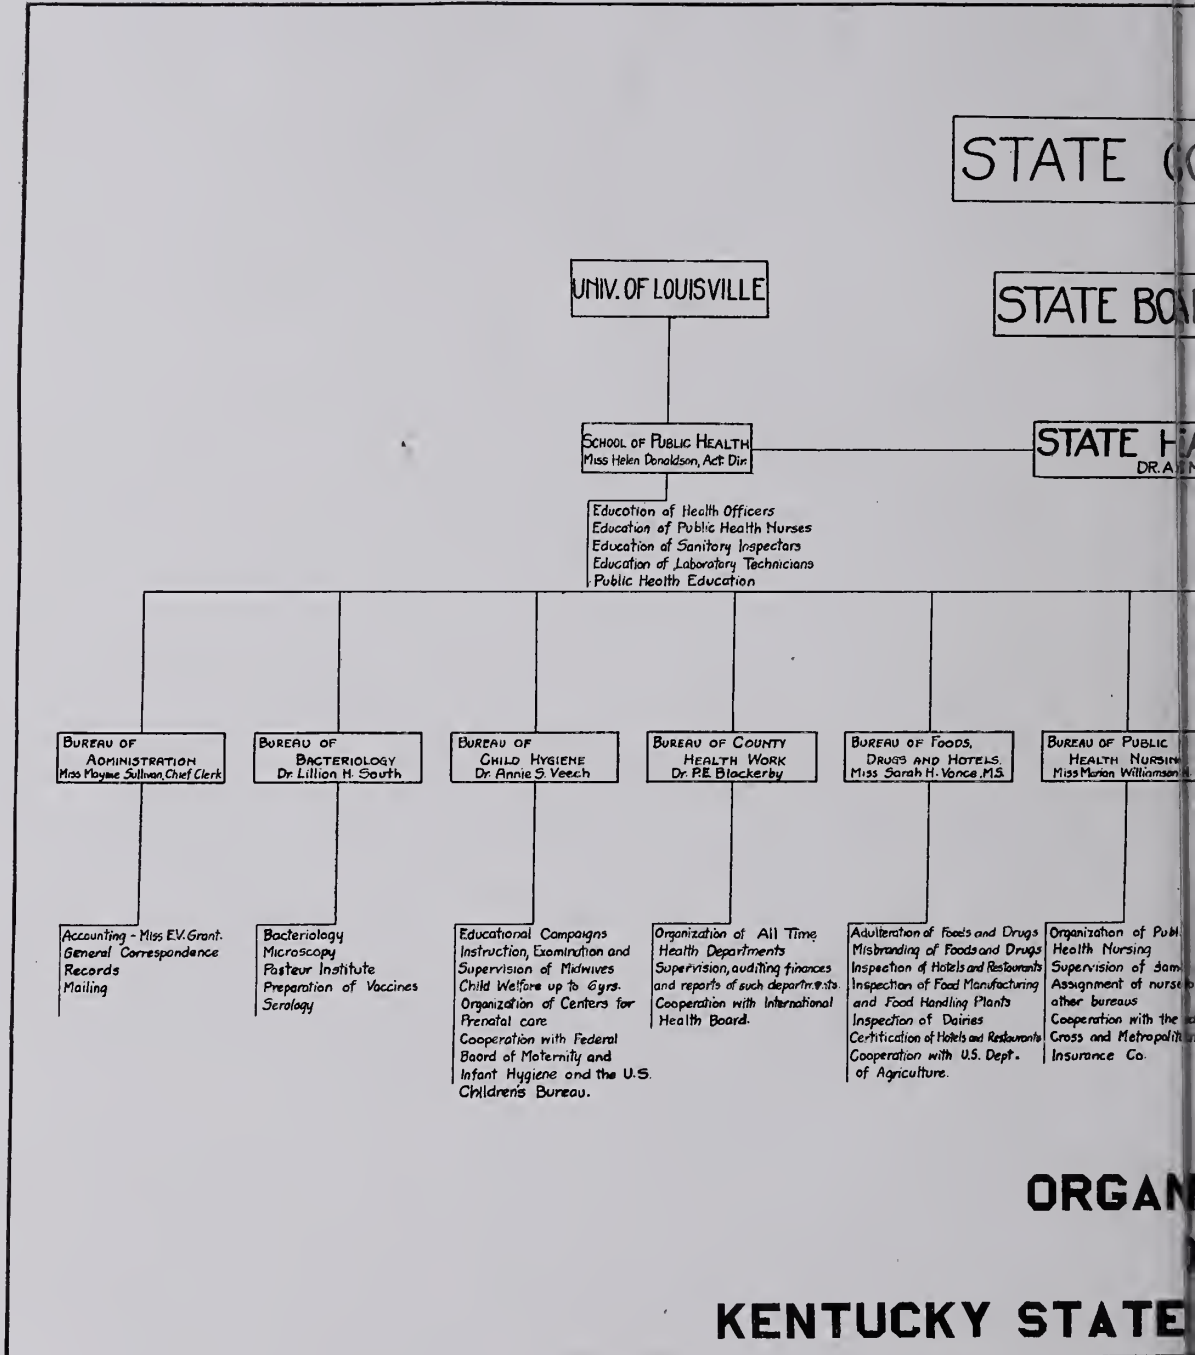 STATE
UNIV. OF LOUISVILLE
STATE
SCHOOL OF PUBLIC HEALTH
Miss Helen Donaldson, Act. Dir.
STATE
DR. A
Education of Health Officers
Education of Public Health Nurses
Education of Sanitory Inspectors
Education of Laboratory Technicians
Public Health Education
BUREAU OF
ADMINISTRATION
Miss Mayme Sullivan, Chief Clerk
Accounting - Miss E.V. Grant.
General Correspondence
Records
Mailing
BUREAU OF
BACTERIOLOGY
Dr. Lillion H. South
Bacteriology
Microscopy
Pasteur Institute
Preparation of Vaccines
Serology
BUREAU OF
CHILD HYGIENE
Dr. Annie S. Veech
Educational Campaigns
Instruction, Examination and
Supervision of Midwives
Child Welfare up to 6yrs.
Organization of Centers for
Prenatal care
Cooperation with Federal
Board of Maternity and
Infant Hygiene and the U.S.
Children's Bureau.
BUREAU OF COUNTY
HEALTH WORK
Dr. P.E. Blackerby
Organization of All Time
Health Departments
Supervision, auditing finances
and reports of such departments.
Cooperation with International
Health Board.
BUREAU OF FOODS,
DRUGS AND HOTELS.
Miss Sarah H. Vance, M.S.
Adulteration of Foods and Drugs
Misbranding of Foods and Drugs
Inspection of Hotels and Restaurants
Inspection of Food Manufacturing
and Food Handling Plants
Inspection of Dairies
Certification of Hotels and Restaurants
Cooperation with U.S. Dept.
of Agriculture.
BUREAU OF PUBLIC
HEALTH NURSIN
Miss Marian Williamson
Organization of Publ
Health Nursing
Supervision of Sam
Assignment of nurse
other bureaus
Cooperation with the
Cross and Metropolit
Insurance Co.
ORGAN
KENTUCKY STATE